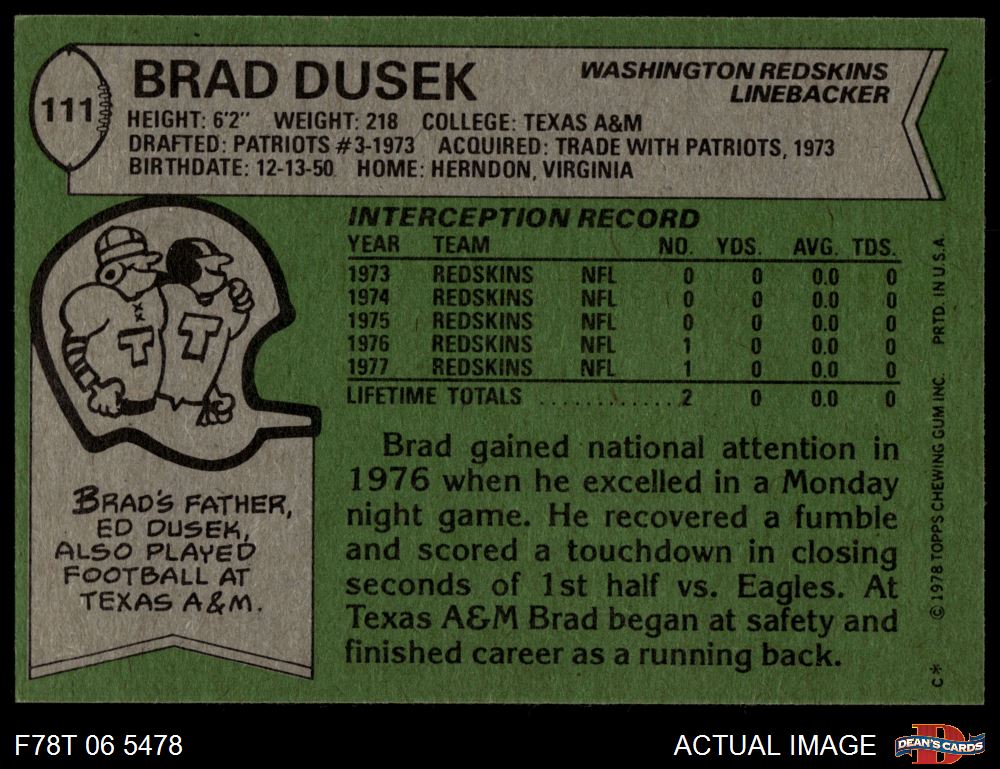 111
BRAD DUSEK
WASHINGTON REDSKINS
LINEBACKER
HEIGHT: 6'2" WEIGHT: 218 COLLEGE: TEXAS A&M
DRAFTED: PATRIOTS #3-1973 ACQUIRED: TRADE WITH PATRIOTS, 1973
BIRTHDATE: 12-13-50 HOME: HERNDON, VIRGINIA
T T
BRAD'S FATHER,
ED DUSEK,
ALSO PLAYED
FOOTBALL AT
TEXAS A&M.
INTERCEPTION RECORD
YEAR TEAM NO. YDS. AVG. TDS.
1973 REDSKINS NFL 0 0 0.0 0
1974 REDSKINS NFL 0 0 0.0 0
1975 REDSKINS NFL 0 0 0.0 0
1976 REDSKINS NFL 1 0 0.0 0
1977 REDSKINS NFL 1 0 0.0 0
LIFETIME TOTALS ............. 2 0 0.0 0
Brad gained national attention in
1976 when he excelled in a Monday
night game. He recovered a fumble
and scored a touchdown in closing
seconds of 1st half vs. Eagles. At
Texas A&M Brad began at safety and
finished career as a running back.
C* © 1978 TOPPS CHEWING GUM INC. PRTD. IN U.S.A.
F78T 06 5478
ACTUAL IMAGE
D
DEAN'S CARDS